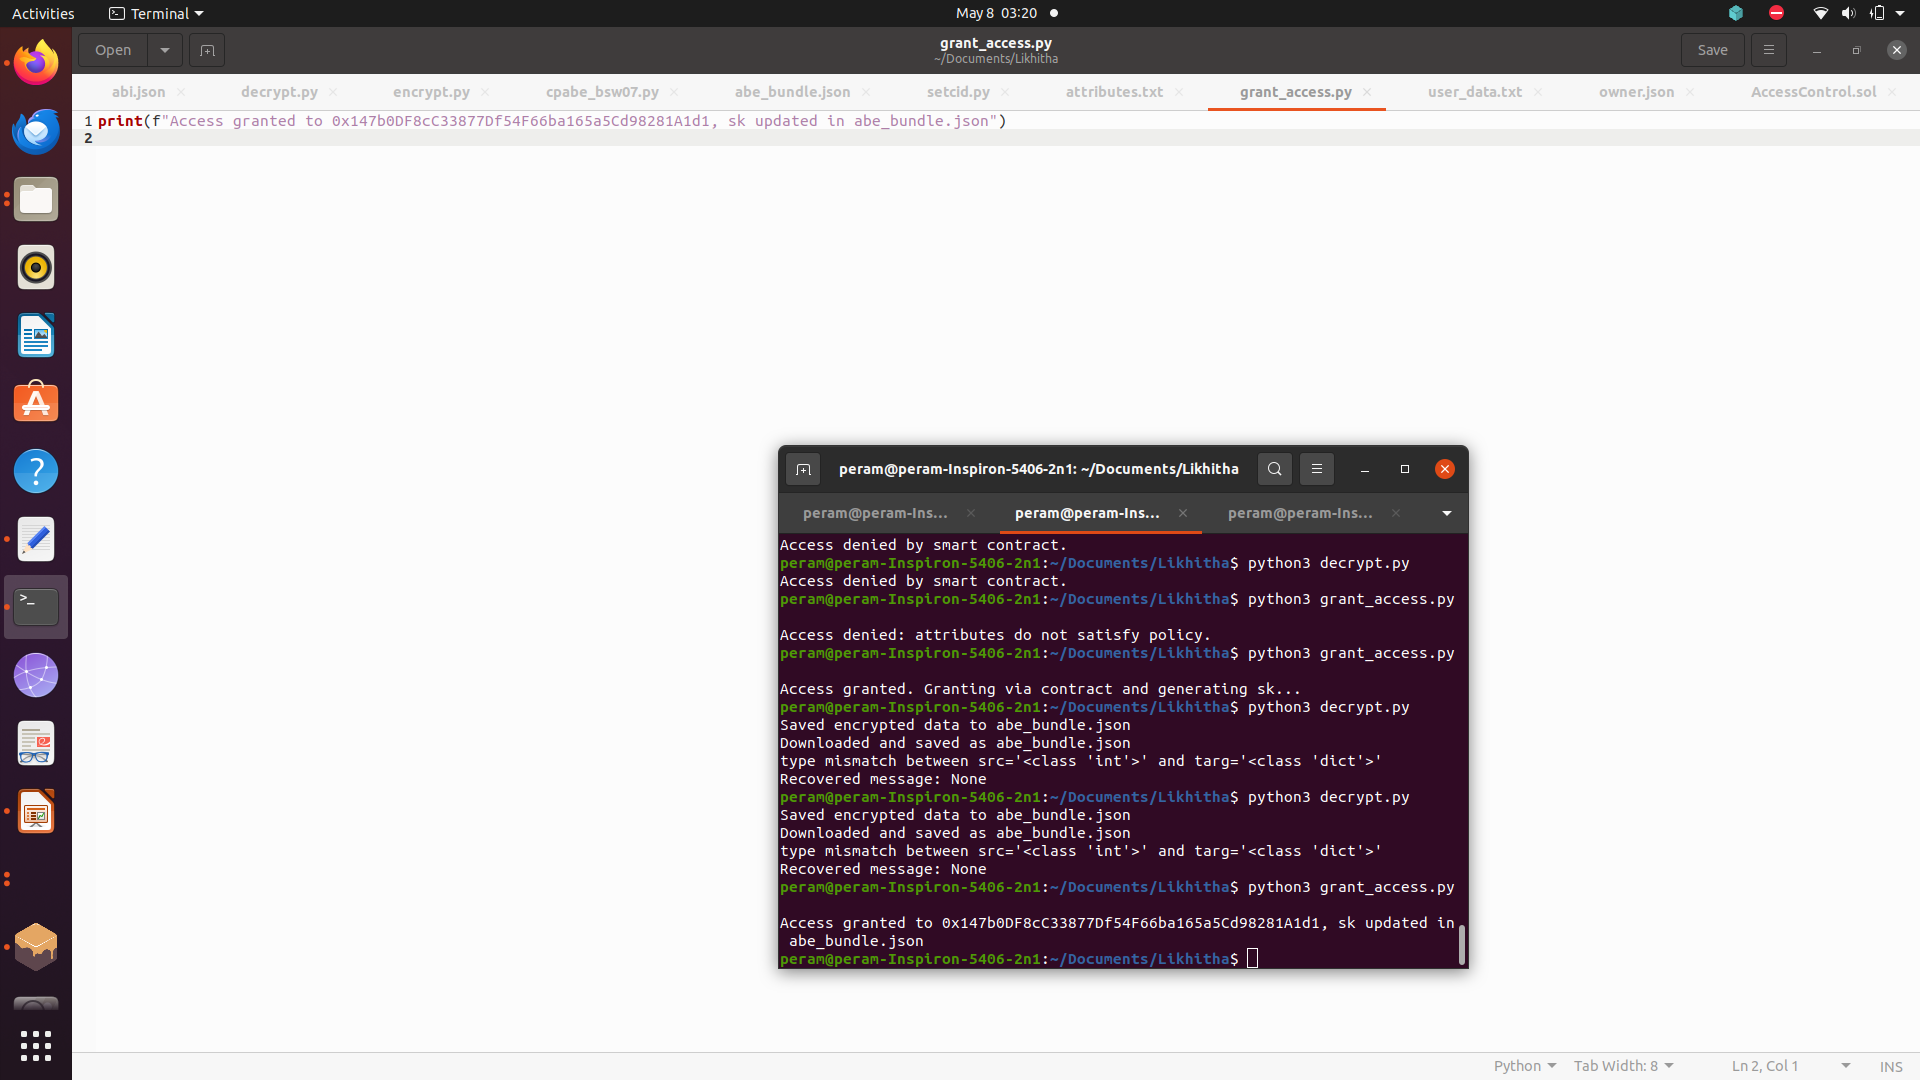 Activities
Terminal
May 8 03:20
Open
grant_access.py
~/Documents/Likhitha
Save
abi.json
decrypt.py
encrypt.py
cpabe_bsw07.py
abe_bundle.json
setcid.py
attributes.txt
grant_access.py
user_data.txt
owner.json
AccessControl.sol
1 print(f"Access granted to 0x147b0DF8cC33877Df54F66ba165a5Cd98281A1d1, sk updated in abe_bundle.json")
2
peram@peram-Inspiron-5406-2n1: ~/Documents/Likhitha
peram@peram-Ins...
peram@peram-Ins...
peram@peram-Ins...
Access denied by smart contract.
peram@peram-Inspiron-5406-2n1:~/Documents/Likhitha$ python3 decrypt.py
Access denied by smart contract.
peram@peram-Inspiron-5406-2n1:~/Documents/Likhitha$ python3 grant_access.py
Access denied: attributes do not satisfy policy.
peram@peram-Inspiron-5406-2n1:~/Documents/Likhitha$ python3 grant_access.py
Access granted. Granting via contract and generating sk...
peram@peram-Inspiron-5406-2n1:~/Documents/Likhitha$ python3 decrypt.py
Saved encrypted data to abe_bundle.json
Downloaded and saved as abe_bundle.json
type mismatch between src='<class 'int'>' and targ='<class 'dict'>'
Recovered message: None
peram@peram-Inspiron-5406-2n1:~/Documents/Likhitha$ python3 decrypt.py
Saved encrypted data to abe_bundle.json
Downloaded and saved as abe_bundle.json
type mismatch between src='<class 'int'>' and targ='<class 'dict'>'
Recovered message: None
peram@peram-Inspiron-5406-2n1:~/Documents/Likhitha$ python3 grant_access.py
Access granted to 0x147b0DF8cC33877Df54F66ba165a5Cd98281A1d1, sk updated in
abe_bundle.json
peram@peram-Inspiron-5406-2n1:~/Documents/Likhitha$
Python
Tab Width: 8
Ln 2, Col 1
INS